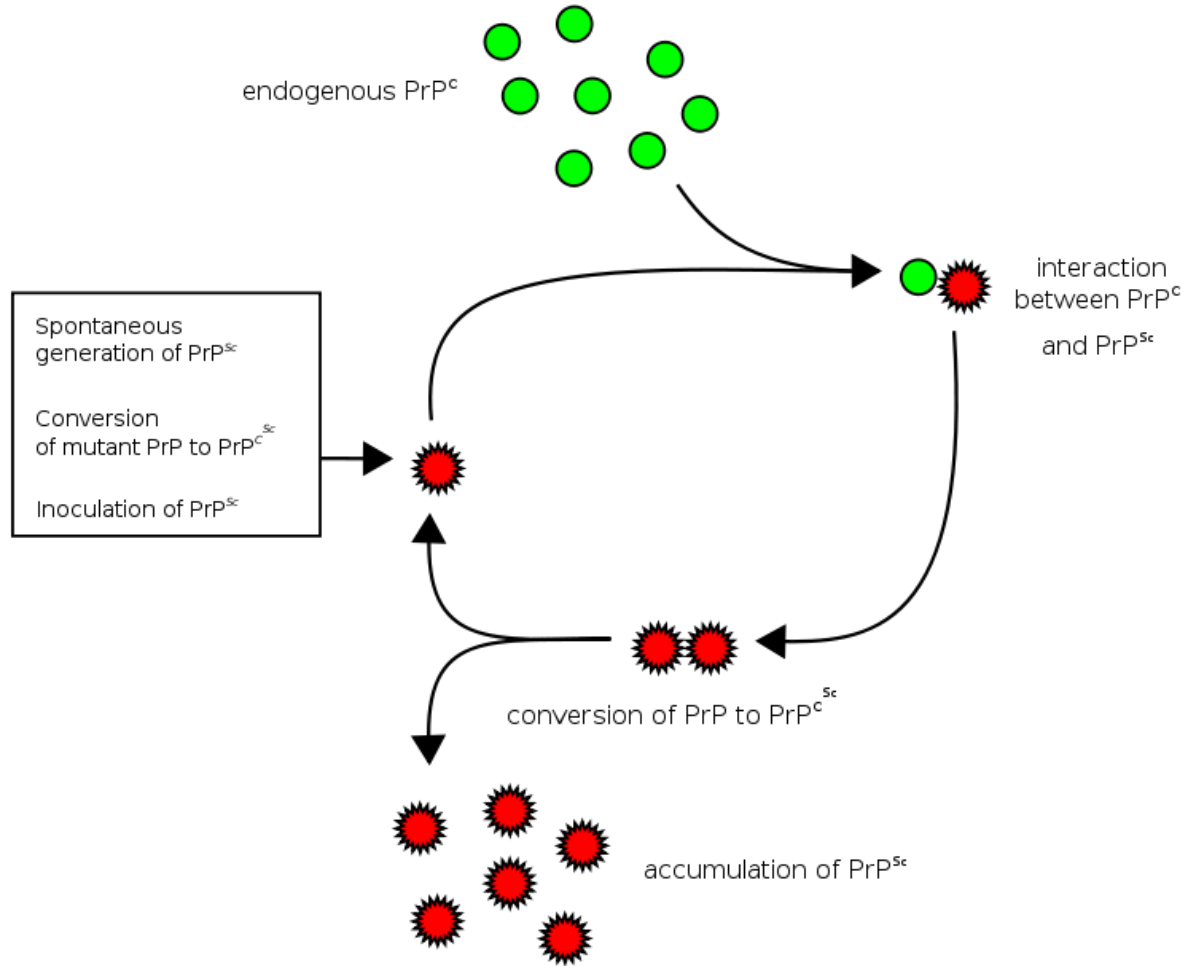 endogenous PrPᶜ
interaction
between PrPᶜ
and PrPˢᶜ
Spontaneous
generation of PrPˢᶜ
Conversion
of mutant PrP to PrPᶜˢᶜ
Inoculation of PrPˢᶜ
conversion of PrP to PrPᶜˢᶜ
accumulation of PrPˢᶜ